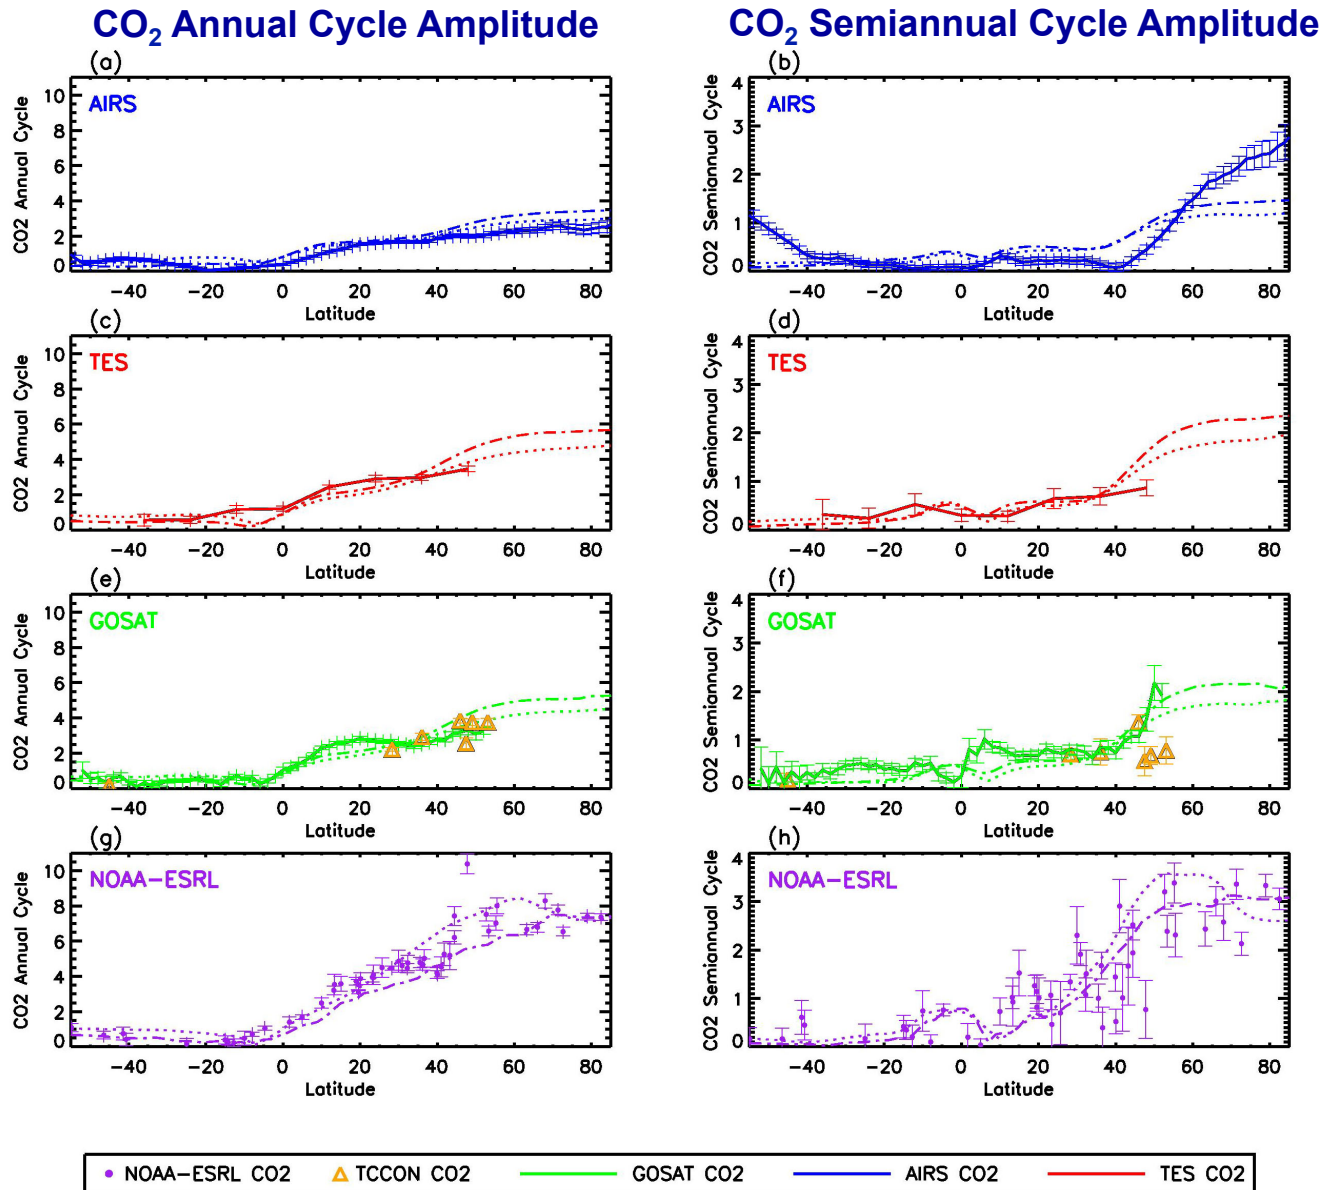 CO2 Annual Cycle Amplitude
CO2 Semiannual Cycle Amplitude
(a)
CO2 Annual Cycle
10
8
6
4
2
0
AIRS
−40 −20 0 20 40 60 80
Latitude
(b)
CO2 Semiannual Cycle
4
3
2
1
0
AIRS
−40 −20 0 20 40 60 80
Latitude
(c)
CO2 Annual Cycle
10
8
6
4
2
0
TES
−40 −20 0 20 40 60 80
Latitude
(d)
CO2 Semiannual Cycle
4
3
2
1
0
TES
−40 −20 0 20 40 60 80
Latitude
(e)
CO2 Annual Cycle
10
8
6
4
2
0
GOSAT
−40 −20 0 20 40 60 80
Latitude
(f)
CO2 Semiannual Cycle
4
3
2
1
0
GOSAT
−40 −20 0 20 40 60 80
Latitude
(g)
CO2 Annual Cycle
10
8
6
4
2
0
NOAA−ESRL
−40 −20 0 20 40 60 80
Latitude
(h)
CO2 Semiannual Cycle
4
3
2
1
0
NOAA−ESRL
−40 −20 0 20 40 60 80
Latitude
NOAA−ESRL CO2 TCCON CO2 GOSAT CO2 AIRS CO2 TES CO2